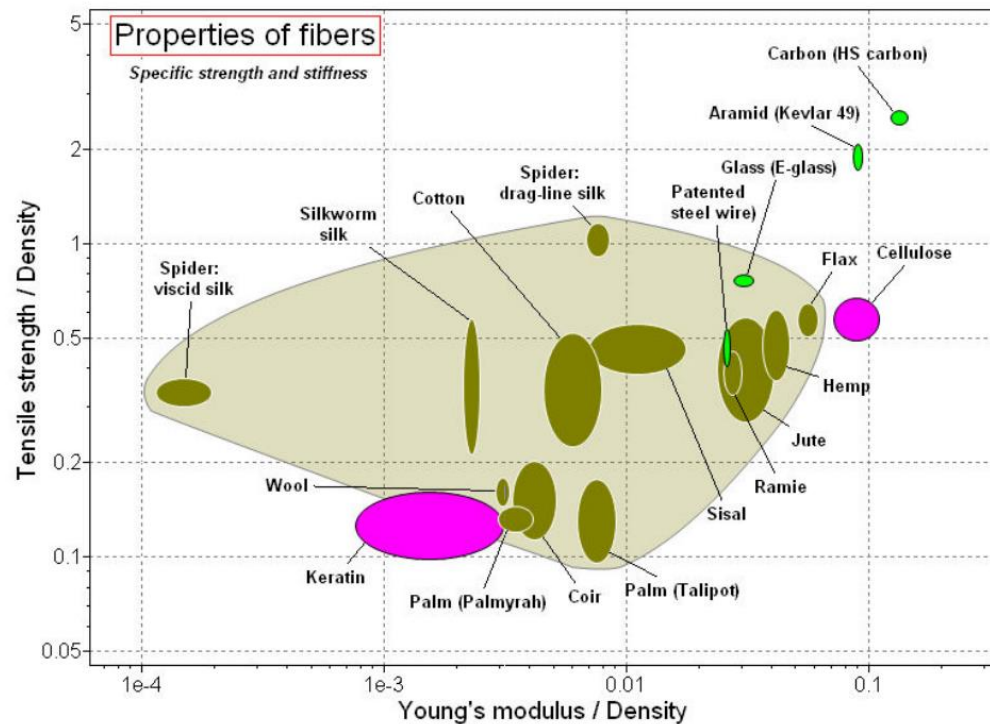 Properties of fibers
Specific strength and stiffness
Carbon (HS carbon)
Aramid (Kevlar 49)
Glass (E-glass)
Patented
steel wire)
Spider:
drag-line silk
Cotton
Silkworm
silk
Spider:
viscid silk
Flax
Cellulose
Hemp
Jute
Ramie
Sisal
Wool
Keratin
Palm (Palmyrah)
Coir
Palm (Talipot)
Tensile strength / Density
5
2
1
0.5
0.2
0.1
0.05
1e-4
1e-3
0.01
0.1
Young's modulus / Density